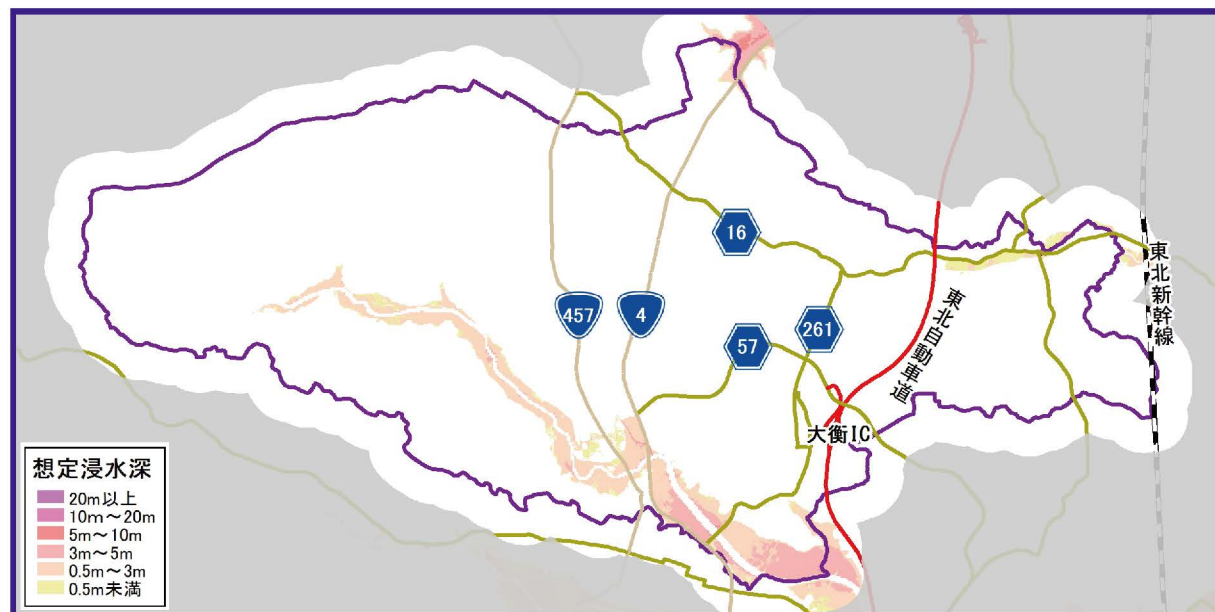 16
457
4
57
261
東北自動車道
東北新幹線
大衡IC
想定浸水深
20m以上
10m～20m
5m～10m
3m～5m
0.5m～3m
0.5m未満